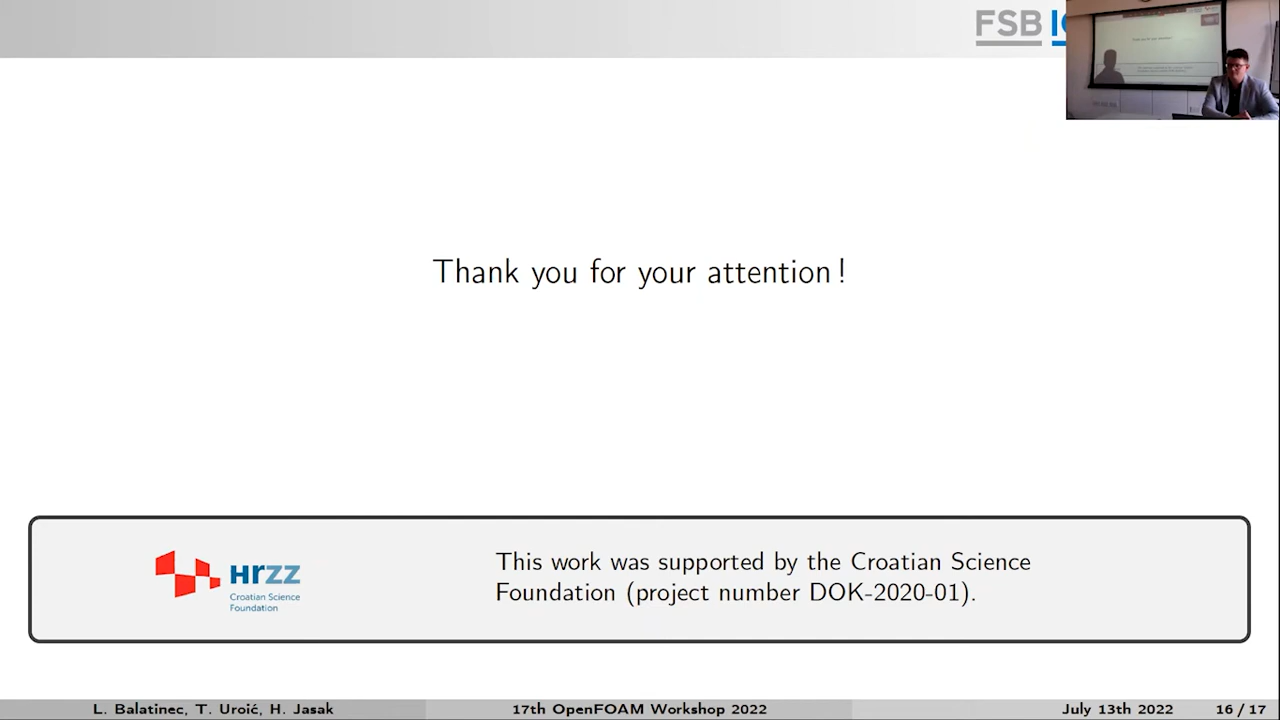 FSB
Thank you for your attention!
HRZZ
Croatian Science
Foundation
This work was supported by the Croatian Science
Foundation (project number DOK-2020-01).
L. Balatinec, T. Uroić, H. Jasak
17th OpenFOAM Workshop 2022
July 13th 2022
16 / 17